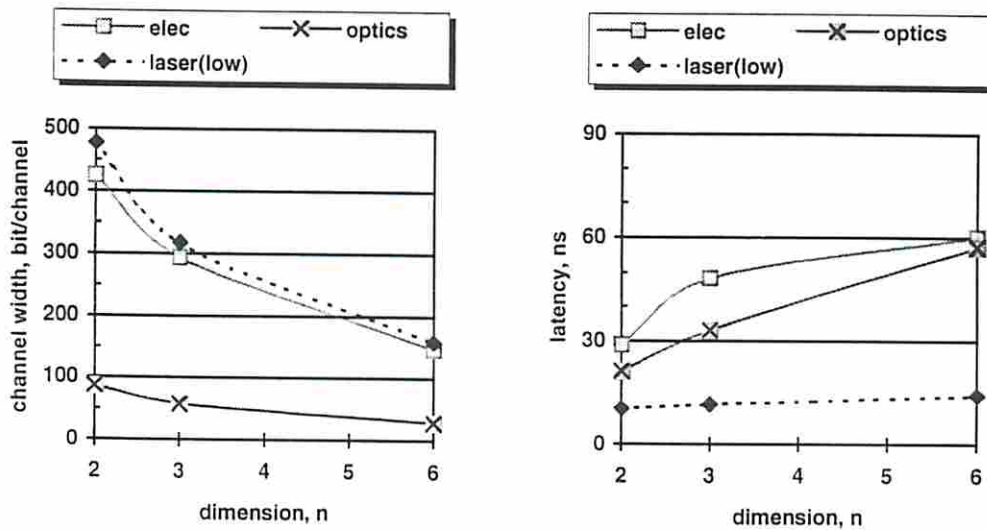 elec optics
laser(low)
500
400
300
200
100
0
channel width, bit/channel
2 3 4 5 6
dimension, n
elec optics
laser(low)
90
60
30
0
latency, ns
2 3 4 5 6
dimension, n